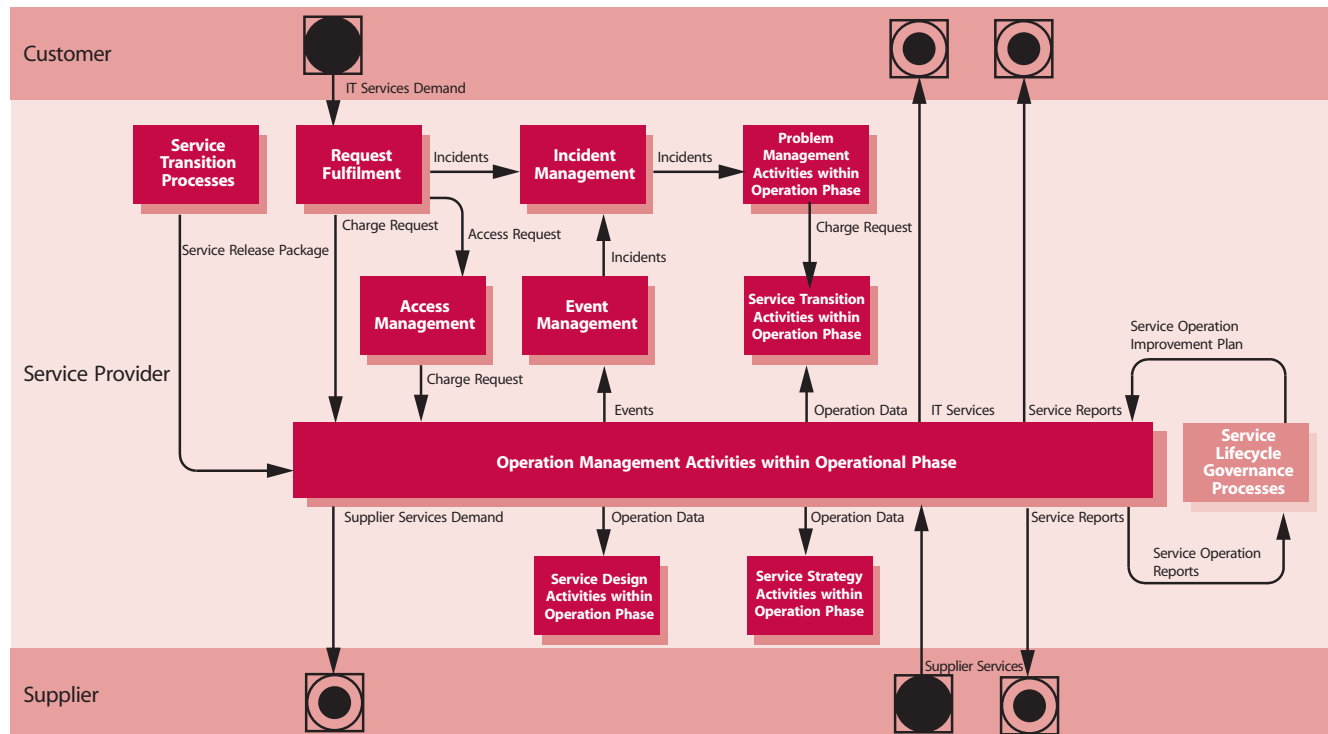 Customer
IT Services Demand
Service
Transition
Processes
Request
Fulfilment
Incidents
Incident
Management
Incidents
Problem
Management
Activities within
Operation Phase
Charge Request
Access Request
Charge Request
Service Release Package
Incidents
Access
Management
Event
Management
Service Transition
Activities within
Operation Phase
Service Operation
Improvement Plan
Service Provider
Charge Request
Events
Operation Data
IT Services
Service Reports
Operation Management Activities within Operational Phase
Service
Lifecycle
Governance
Processes
Supplier Services Demand
Operation Data
Operation Data
Service Reports
Service Operation
Reports
Service Design
Activities within
Operation Phase
Service Strategy
Activities within
Operation Phase
Supplier Services
Supplier